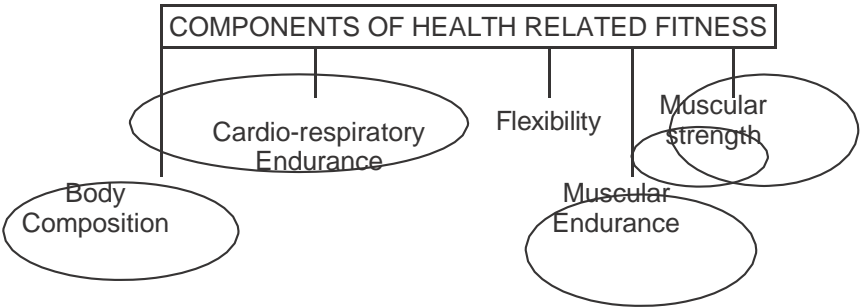 COMPONENTS OF HEALTH RELATED FITNESS
Body
Composition
Cardio-respiratory
Endurance
Flexibility
Muscular
Endurance
Muscular
strength